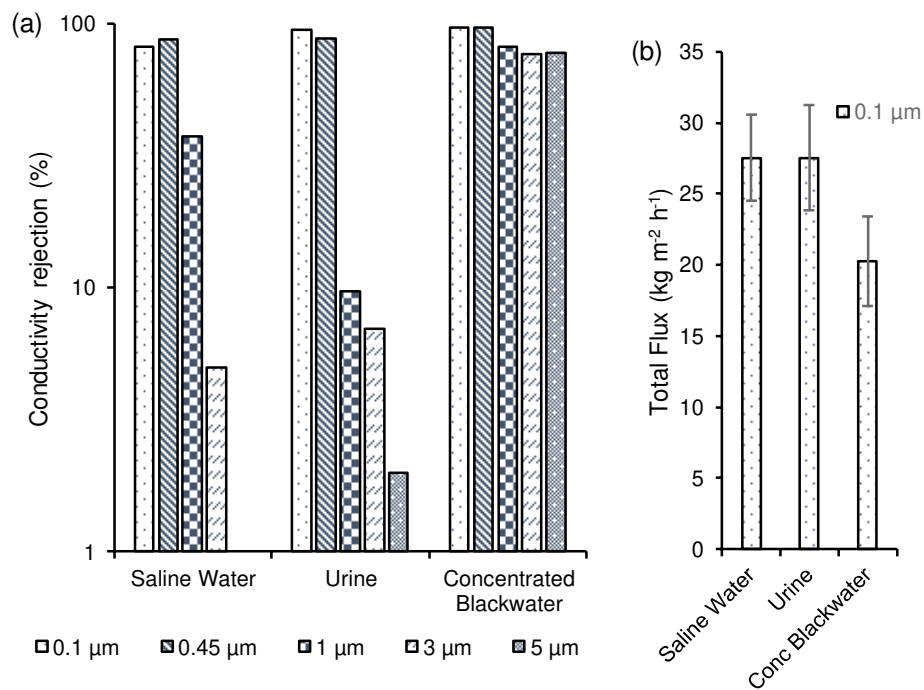 (a)
100
10
1
Conductivity rejection (%)
Saline Water
Urine
Concentrated
Blackwater
0.1 µm 0.45 µm 1 µm 3 µm 5 µm
(b)
35
30
25
20
15
10
5
0
Total Flux (kg m⁻² h⁻¹)
0.1 µm
Saline Water
Urine
Conc Blackwater